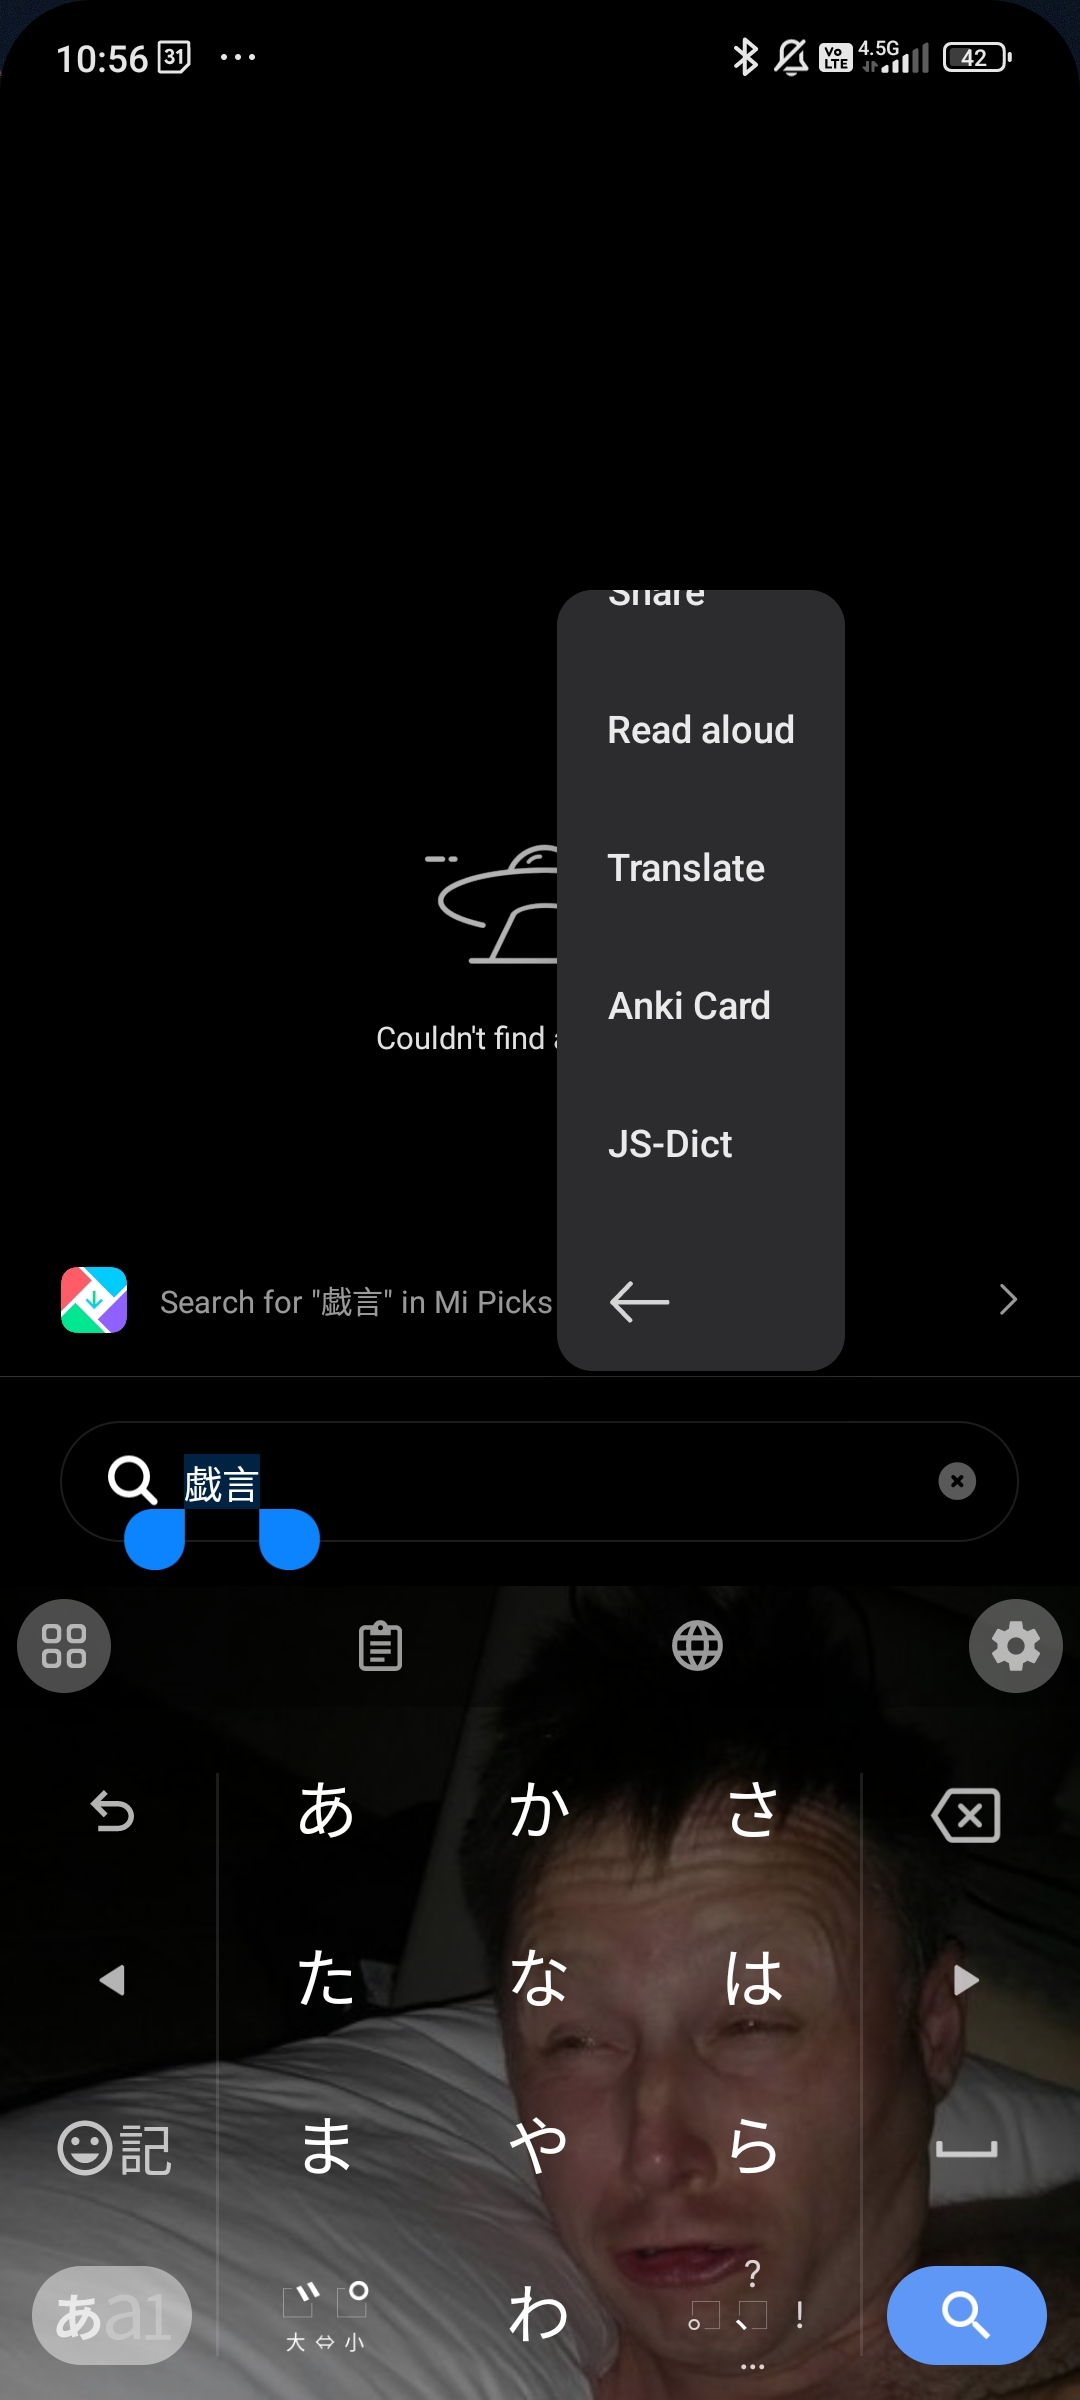 10:56 31 ...
Vo LTE 4.5G 42
Share
Read aloud
Translate
Anki Card
Couldn't find
JS-Dict
Search for "戯言" in Mi Picks
戯言
あ か さ
た な は
記 ま や ら
あa1 ゛ ゜ 大⇔小 わ 。 、 ? ! …